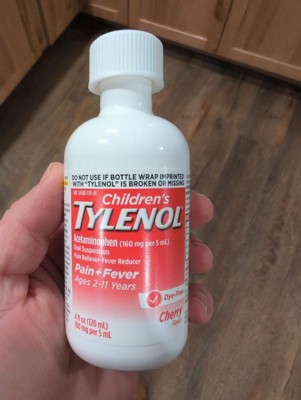 DO NOT USE IF BOTTLE WRAP IMPRINTED
WITH "TYLENOL" IS BROKEN OR MISSING
Children's
TYLENOL
Acetaminophen (160 mg per 5 mL)
Oral Suspension
Pain Reliever-Fever Reducer
Pain+Fever
Ages 2-11 Years
Dye-Free
Cherry
4 fl oz (120 mL)
160 mg per 5 mL